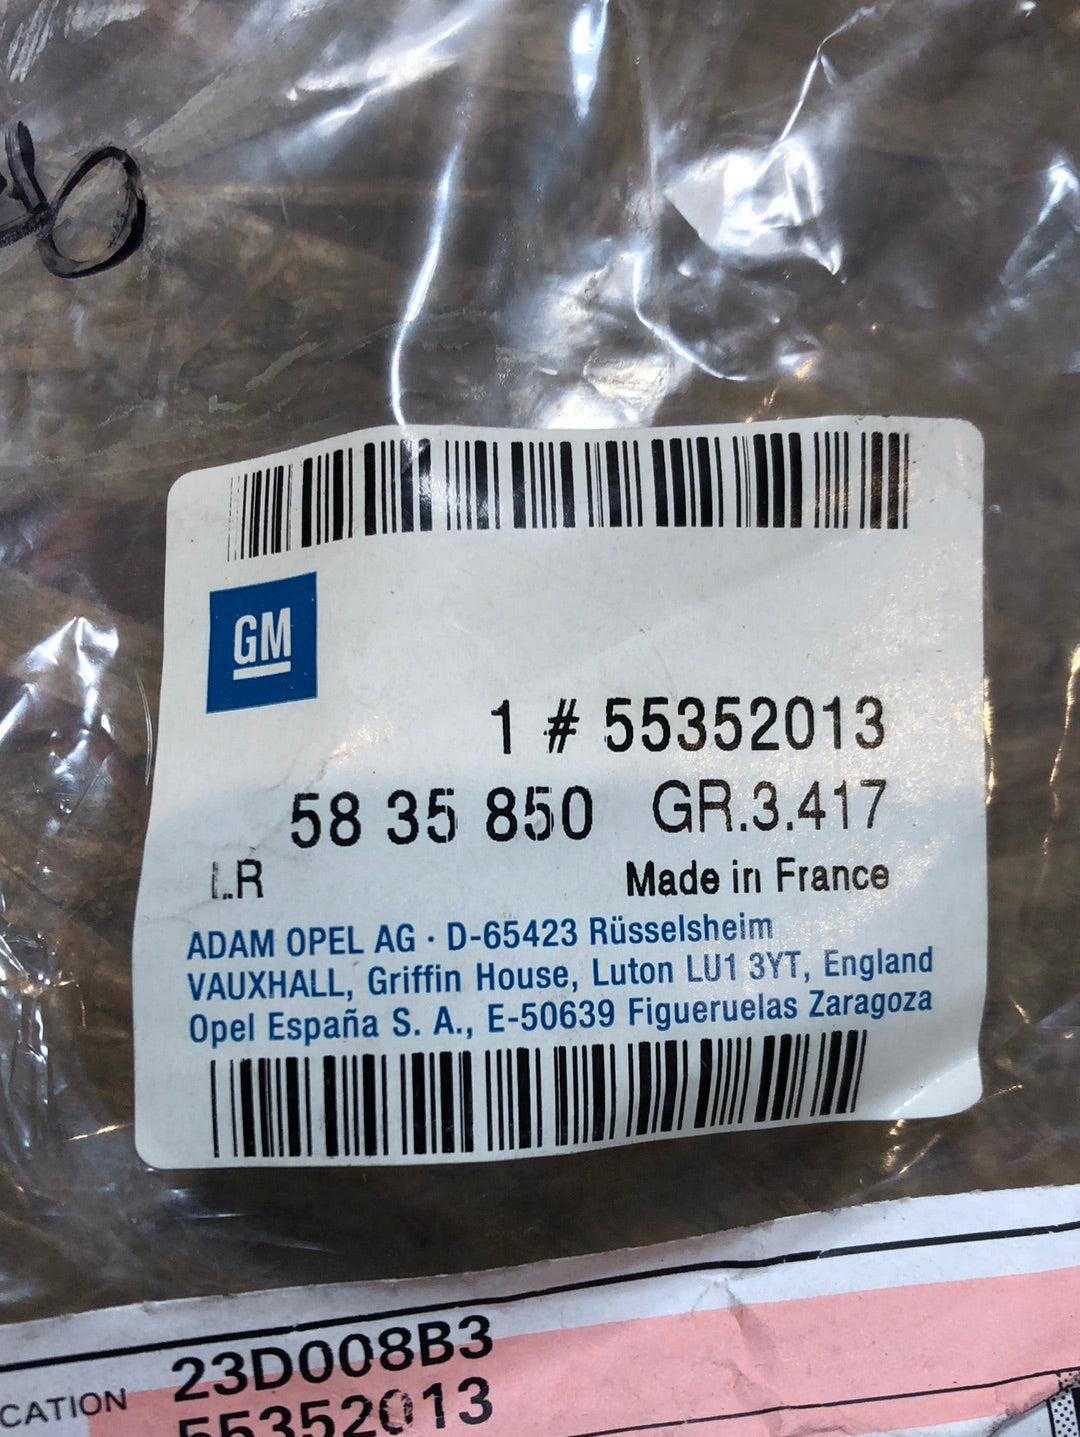 GM
1 # 55352013
58 35 850 GR.3.417
LR Made in France
ADAM OPEL AG · D-65423 Rüsselsheim
VAUXHALL, Griffin House, Luton LU1 3YT, England
Opel España S. A., E-50639 Figueruelas Zaragoza
CATION 23D008B3
55352013